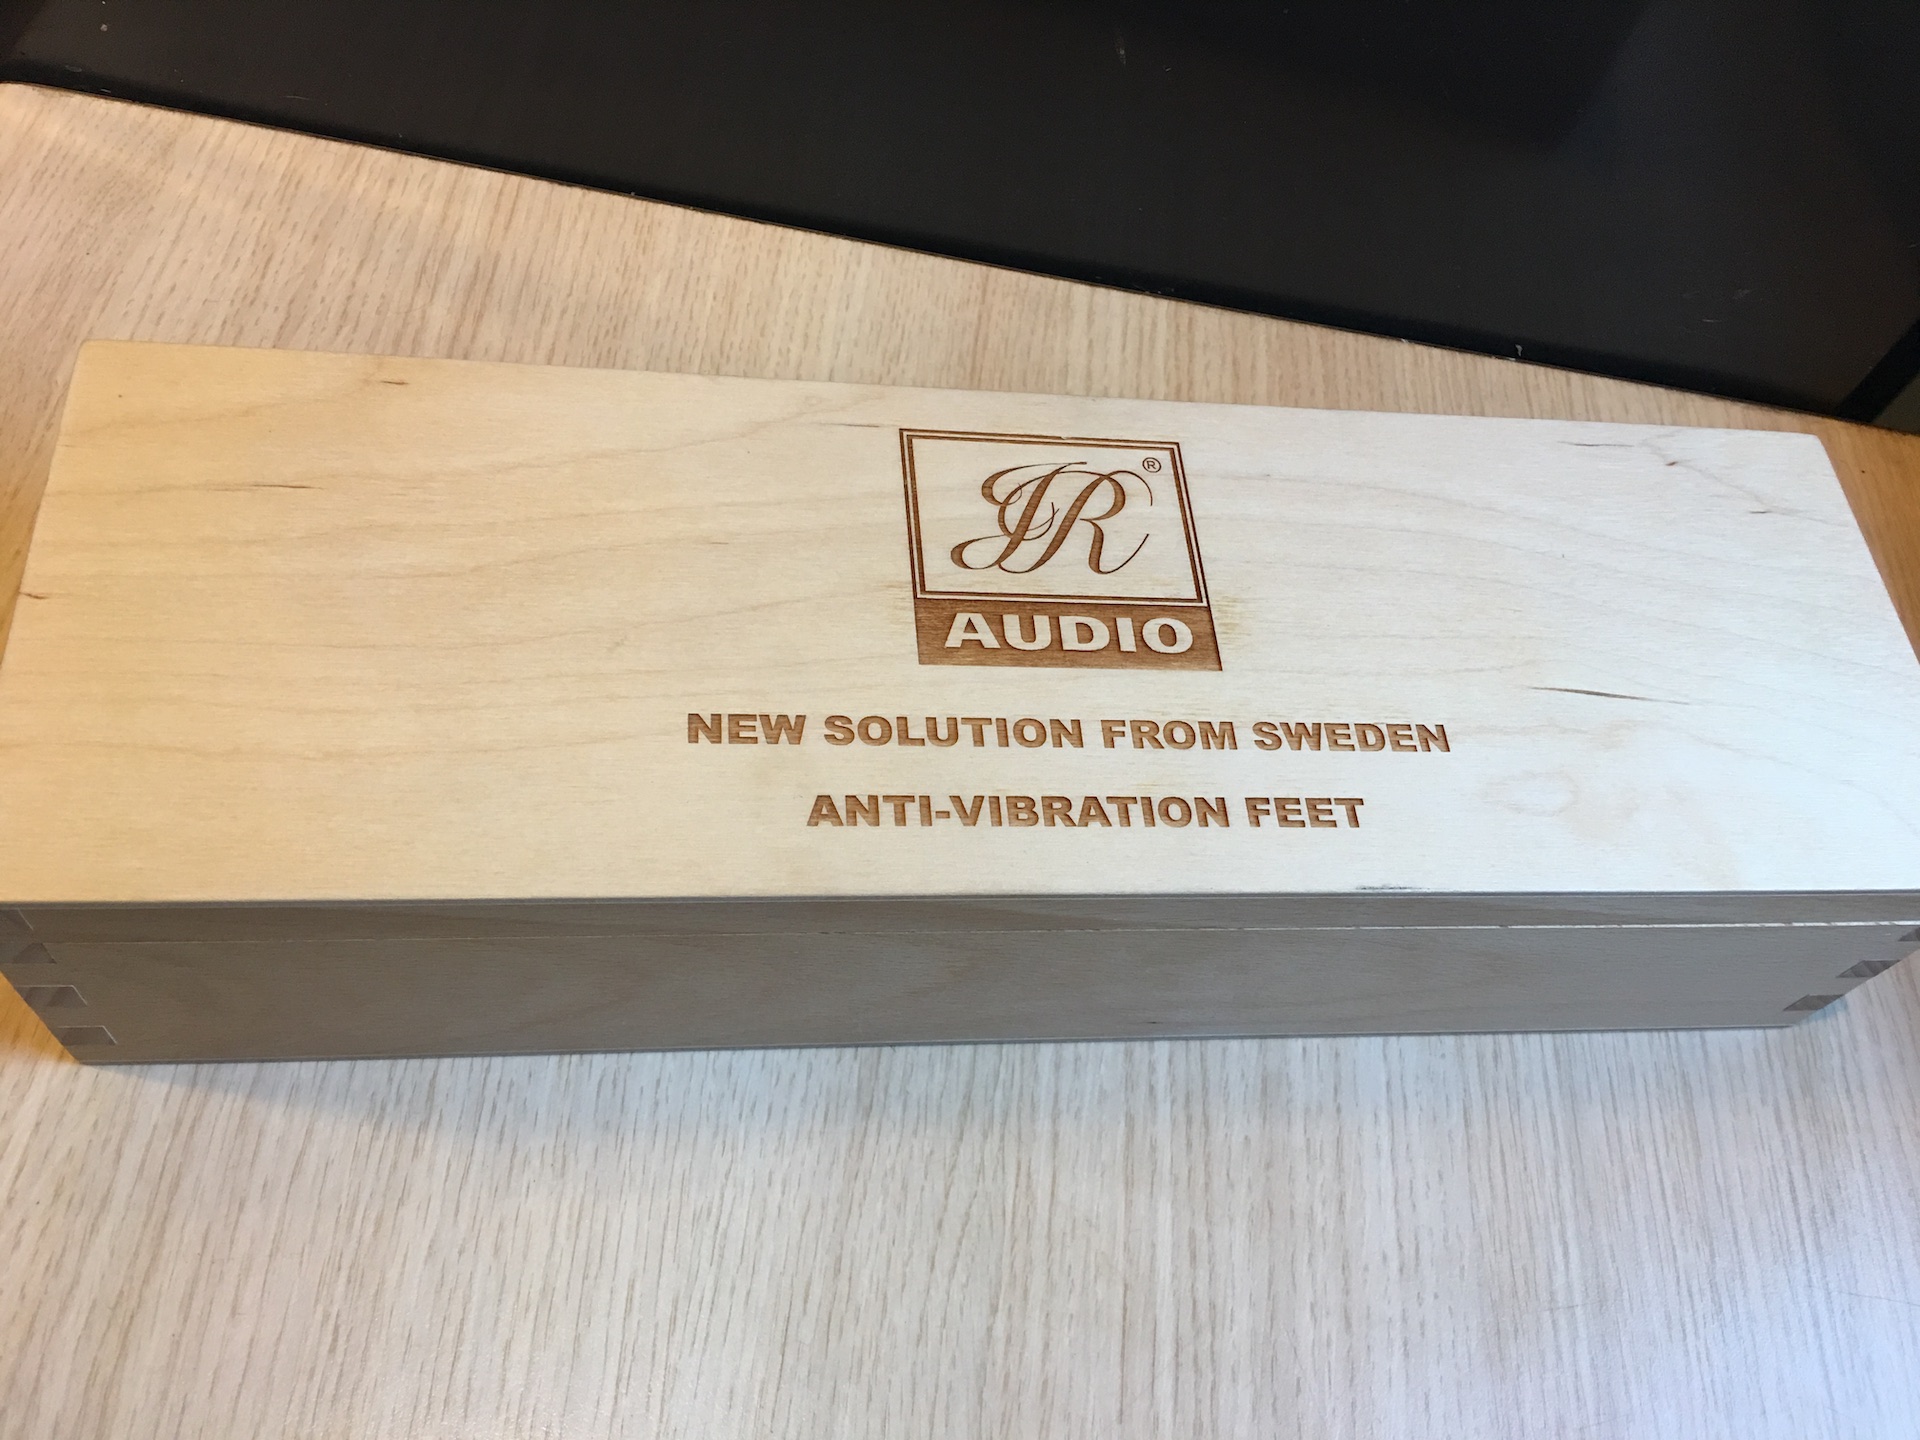 JR®
AUDIO
NEW SOLUTION FROM SWEDEN
ANTI-VIBRATION FEET